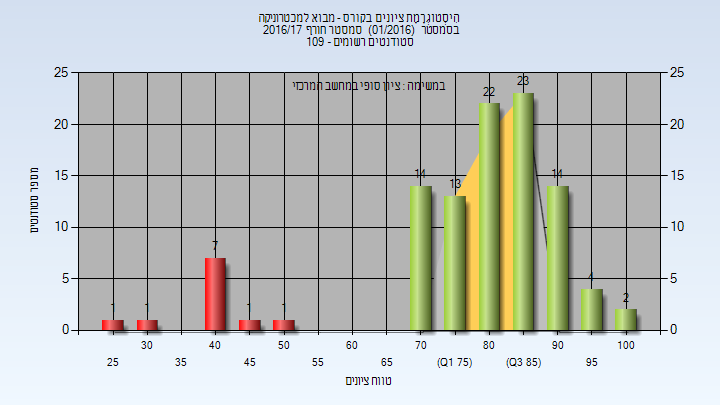 היסטוגרמת ציונים בקורס - מבוא למכטרוניקה
בסמסטר (01/2016) סמסטר חורף 2016/17
סטודנטים רשומים - 109
במשימה : ציון סופי במחשב המרכזי
מספר סטודנטים
25 20 15 10 5 0
25 20 15 10 5 0
1 1 7 1 1 14 13 22 23 14 4 2
30 40 50 60 70 80 90 100
25 35 45 55 65 (Q1 75) (Q3 85) 95
טווח ציונים